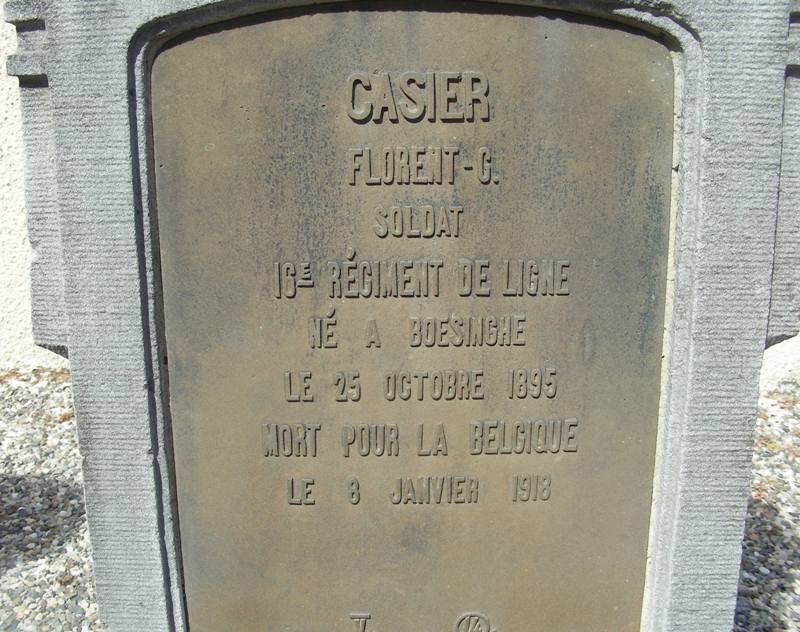 CASIER
FLORENT-C.
SOLDAT
16E RÉGIMENT DE LIGNE
NÉ A BOESINGHE
LE 25 OCTOBRE 1895
MORT POUR LA BELGIQUE
LE 8 JANVIER 1918